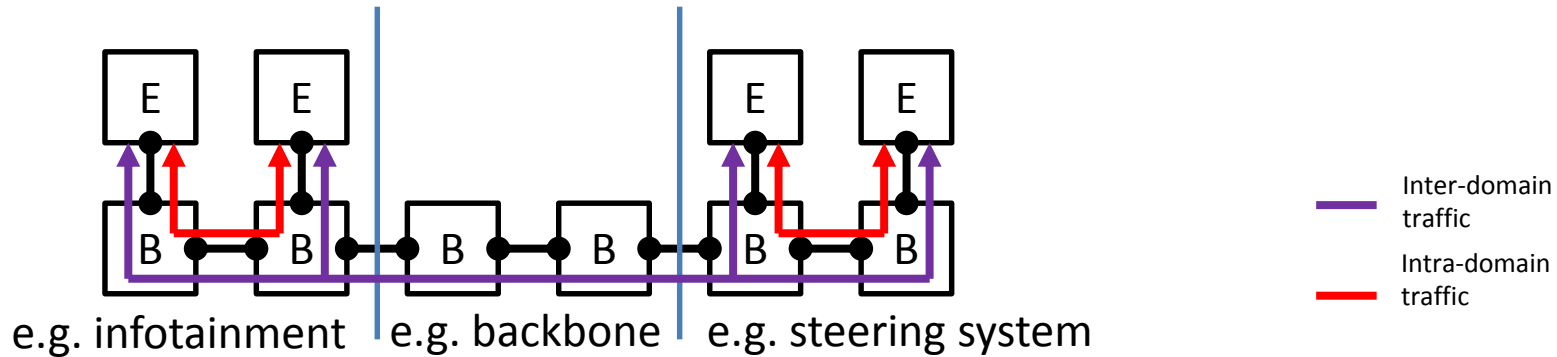 E E E E
Inter-domain
traffic
B B B B B B
Intra-domain
traffic
e.g. infotainment e.g. backbone e.g. steering system